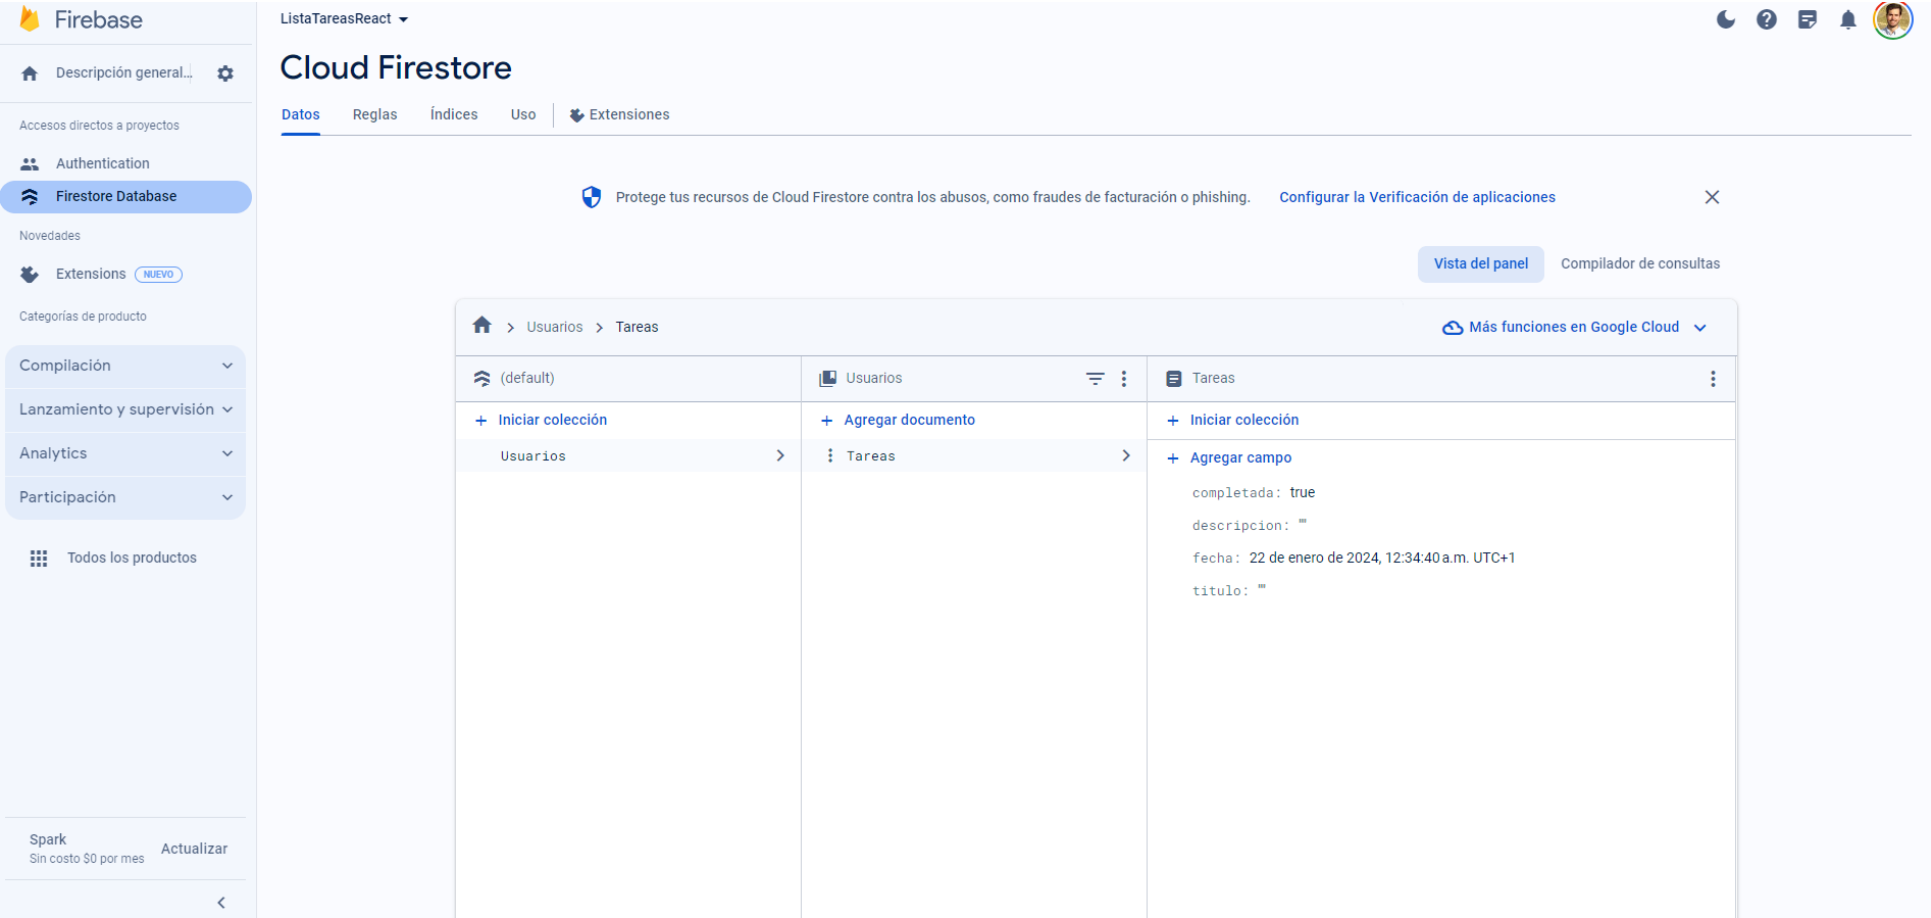 Firebase
ListaTareasReact
Descripción general...
Cloud Firestore
Datos Reglas Índices Uso Extensiones
Accesos directos a proyectos
Authentication
Firestore Database
Novedades
Extensions NUEVO
Categorías de producto
Compilación
Lanzamiento y supervisión
Analytics
Participación
Todos los productos
Spark
Sin costo $0 por mes
Actualizar
Protege tus recursos de Cloud Firestore contra los abusos, como fraudes de facturación o phishing. Configurar la Verificación de aplicaciones
Vista del panel Compilador de consultas
Usuarios Tareas Más funciones en Google Cloud
(default) Usuarios Tareas
+ Iniciar colección + Agregar documento + Iniciar colección
Usuarios Tareas
+ Agregar campo
completada: true
descripcion: ""
fecha: 22 de enero de 2024, 12:34:40 a.m. UTC+1
titulo: ""